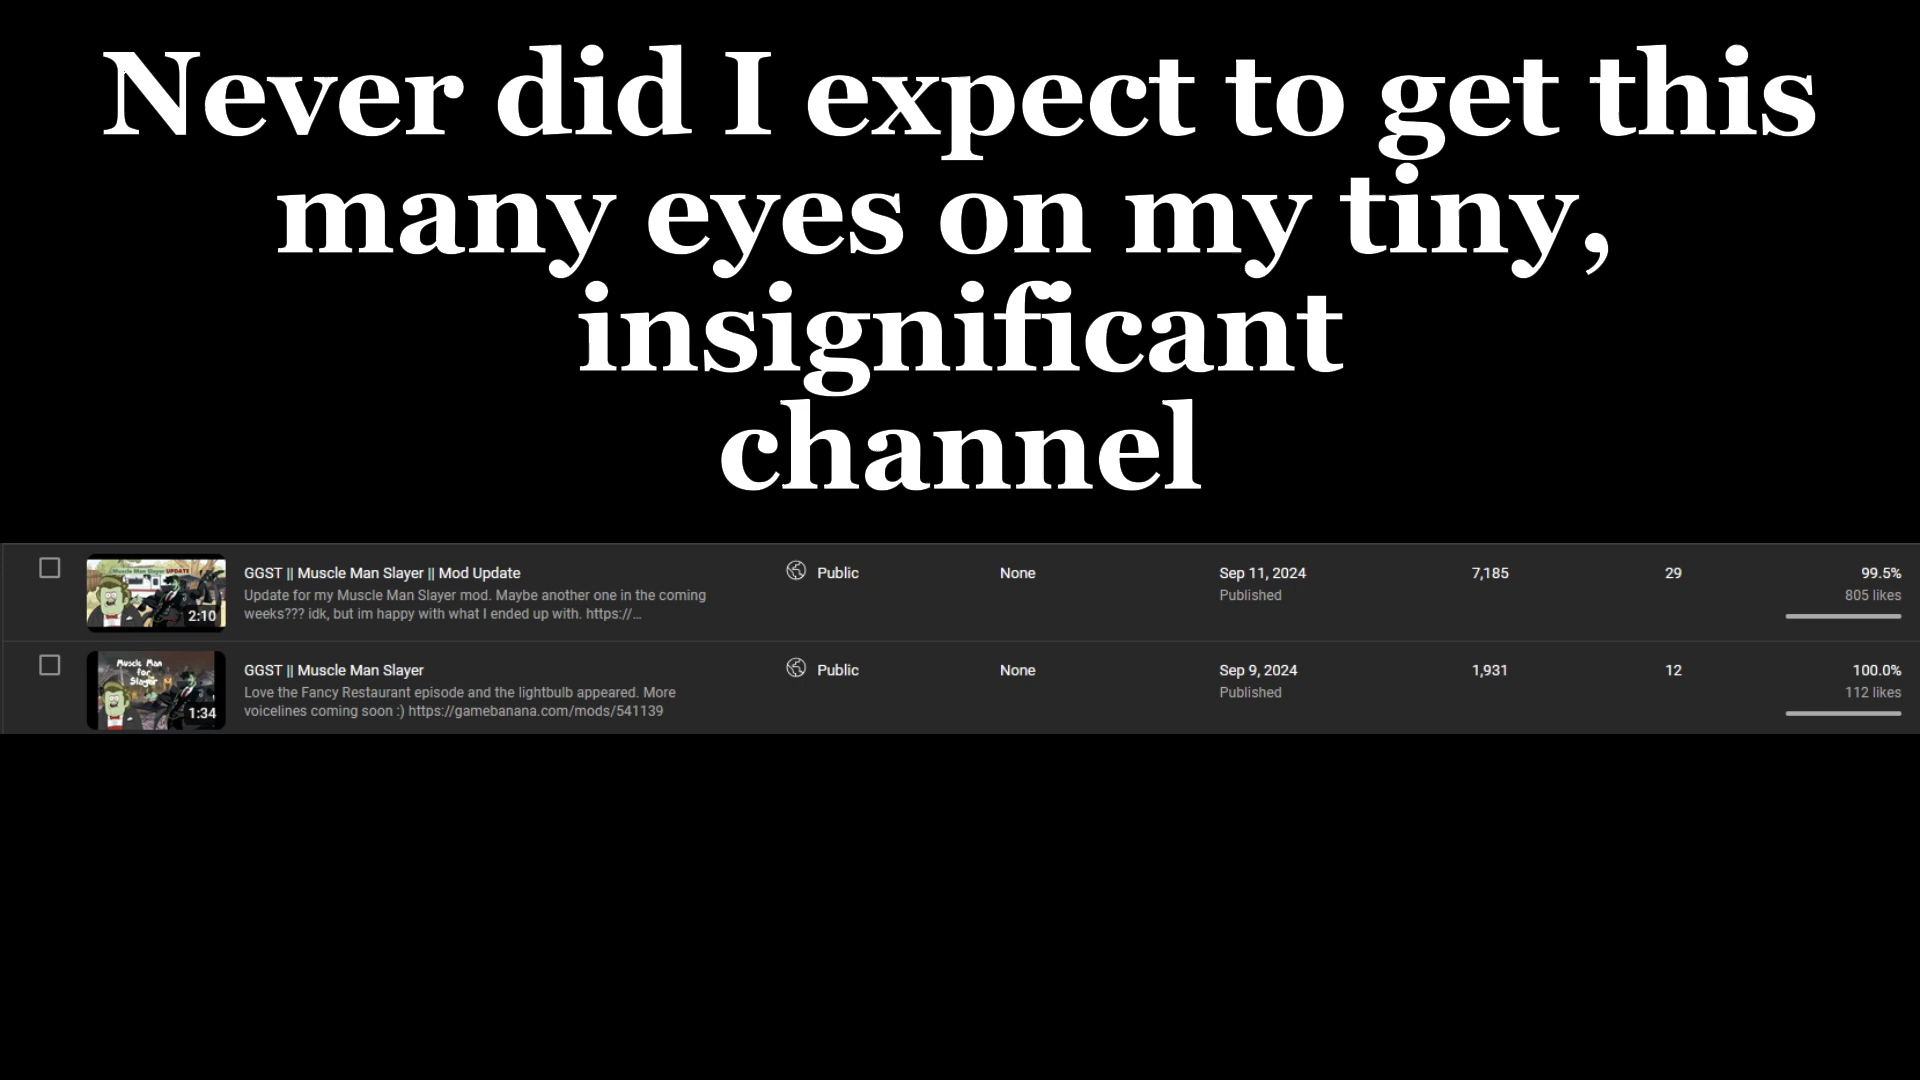 Never did I expect to get this
many eyes on my tiny,
insignificant
channel
GGST || Muscle Man Slayer || Mod Update
Update for my Muscle Man Slayer mod. Maybe another one in the coming
weeks??? idk, but im happy with what I ended up with. https://...
Muscle Man Slayer UPDATE
2:10
Public
None
Sep 11, 2024
Published
7,185
29
99.5%
805 likes
GGST || Muscle Man Slayer
Love the Fancy Restaurant episode and the lightbulb appeared. More
voicelines coming soon :) https://gamebanana.com/mods/541139
Muscle Man
for
Slayer
1:34
Public
None
Sep 9, 2024
Published
1,931
12
100.0%
112 likes